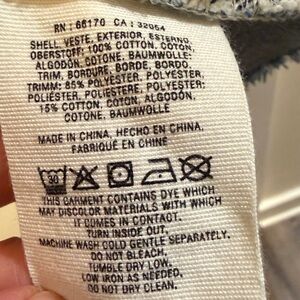 RN : 66170 CA : 32054
SHELL, VESTE, EXTERIOR, ESTERNO,
OBERSTOFF: 100% COTTON, COTONE,
ALGODÓN, COTONE, BAUMWOLLE
TRIM, BORDURE, BORDE, BORDO,
TRIMM: 85% POLYESTER, POLYESTER,
POLIÉSTER, POLIESTERE, POLYESTER;
15% COTTON, COTON, ALGODÓN,
COTONE, BAUMWOLLE
MADE IN CHINA, HECHO EN CHINA,
FABRIQUÉ EN CHINE
THIS GARMENT CONTAINS DYE WHICH
MAY DISCOLOR MATERIALS WITH WHICH
IT COMES IN CONTACT.
TURN INSIDE OUT.
MACHINE WASH COLD GENTLE SEPARATELY.
DO NOT BLEACH.
TUMBLE DRY LOW.
LOW IRON AS NEEDED.
DO NOT DRY CLEAN.